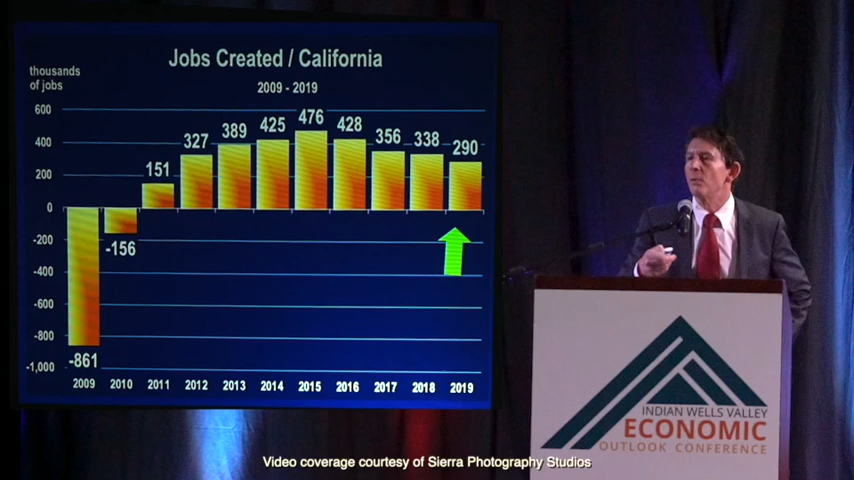 Jobs Created / California
2009 - 2019
thousands
of jobs
600
400
200
0
-200
-400
-600
-800
-1,000
-861
-156
151
327
389
425
476
428
356
338
290
2009 2010 2011 2012 2013 2014 2015 2016 2017 2018 2019
INDIAN WELLS VALLEY
ECONOMIC
OUTLOOK CONFERENCE
Video coverage courtesy of Sierra Photography Studios